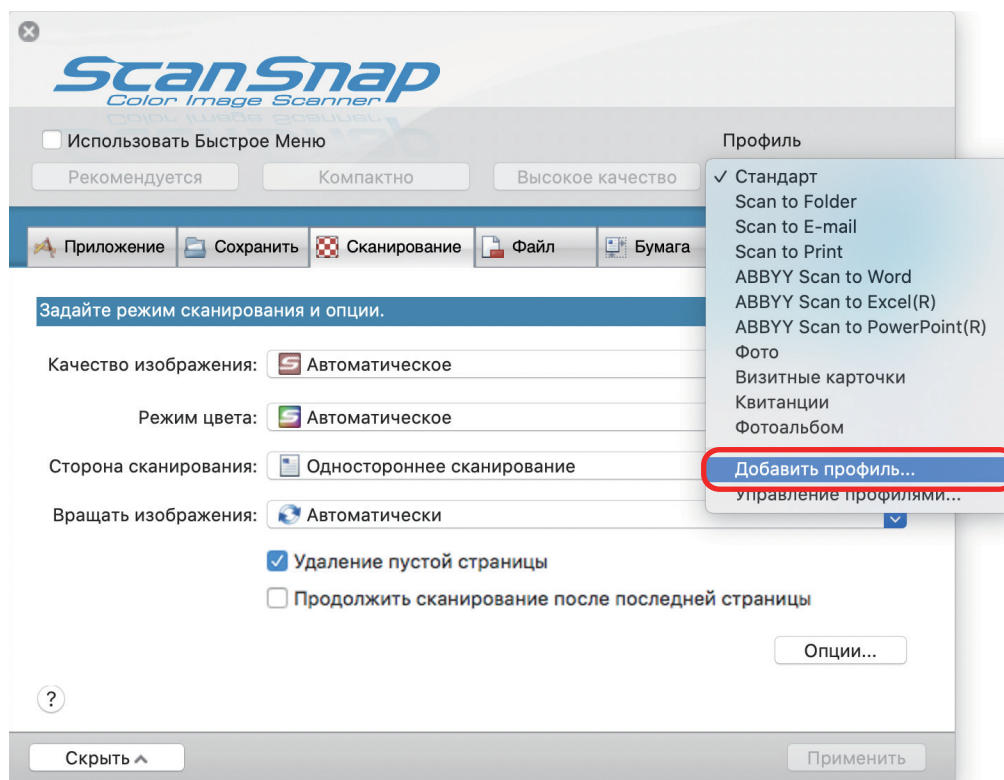 ScanSnap
Color Image Scanner
Использовать Быстрое Меню
Профиль
Рекомендуется
Компактно
Высокое качество
✓ Стандарт
Scan to Folder
Scan to E-mail
Scan to Print
ABBYY Scan to Word
ABBYY Scan to Excel(R)
ABBYY Scan to PowerPoint(R)
Фото
Визитные карточки
Квитанции
Фотоальбом
Добавить профиль...
Управление профилями...
Приложение
Сохранить
Сканирование
Файл
Бумага
Задайте режим сканирования и опции.
Качество изображения: Автоматическое
Режим цвета: Автоматическое
Сторона сканирования: Одностороннее сканирование
Вращать изображения: Автоматически
Удаление пустой страницы
Продолжить сканирование после последней страницы
Опции...
?
Скрыть
Применить